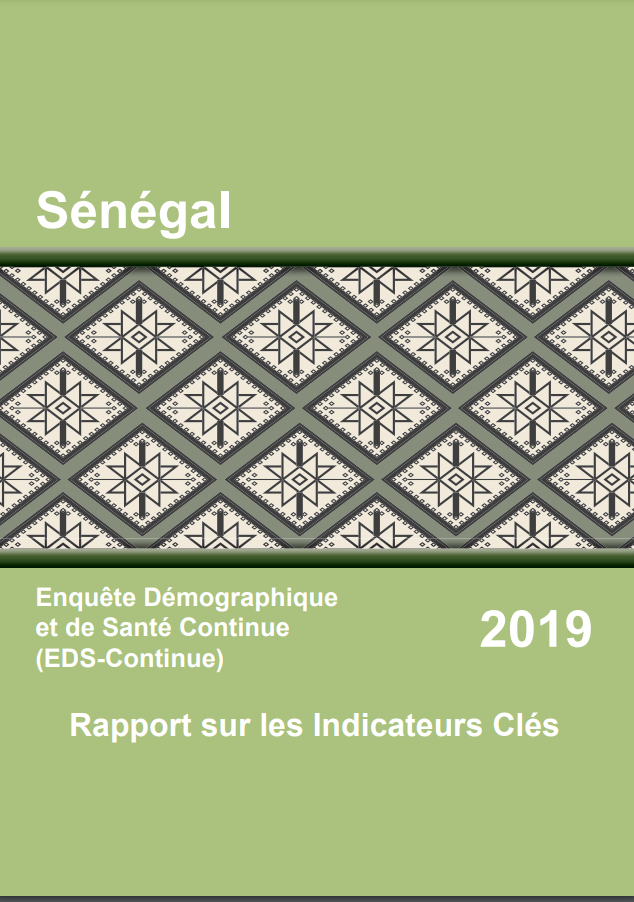 Sénégal
Enquête Démographique
et de Santé Continue
(EDS-Continue)
2019
Rapport sur les Indicateurs Clés